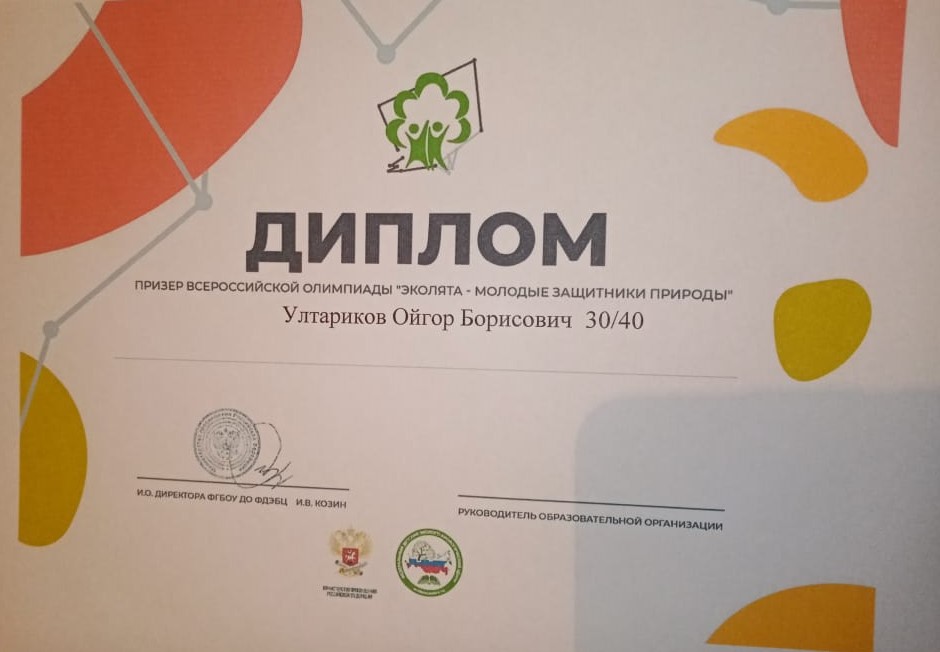 ДИПЛОМ
ПРИЗЕР ВСЕРОССИЙСКОЙ ОЛИМПИАДЫ "ЭКОЛЯТА - МОЛОДЫЕ ЗАЩИТНИКИ ПРИРОДЫ"
Ултариков Ойгор Борисович 30/40
И.О. ДИРЕКТОРА ФГБОУ ДО ФДЭБЦ И.В. КОЗИН
РУКОВОДИТЕЛЬ ОБРАЗОВАТЕЛЬНОЙ ОРГАНИЗАЦИИ